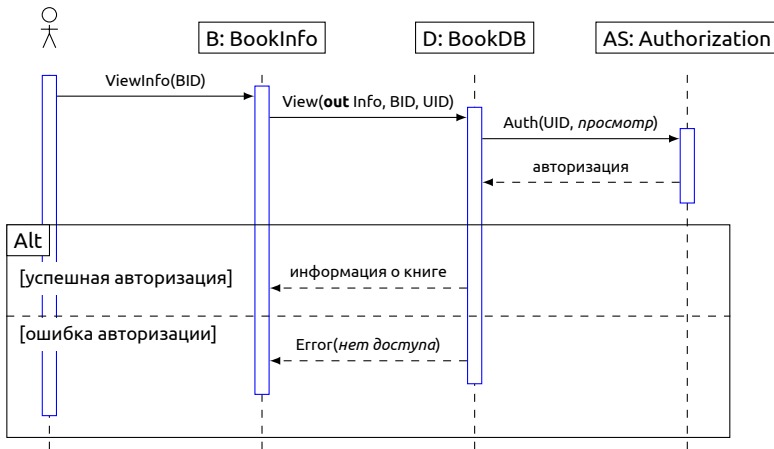 B: BookInfo
D: BookDB
AS: Authorization
ViewInfo(BID)
View(out Info, BID, UID)
Auth(UID, просмотр)
авторизация
Alt
[успешная авторизация]
информация о книге
[ошибка авторизации]
Error(нет доступа)